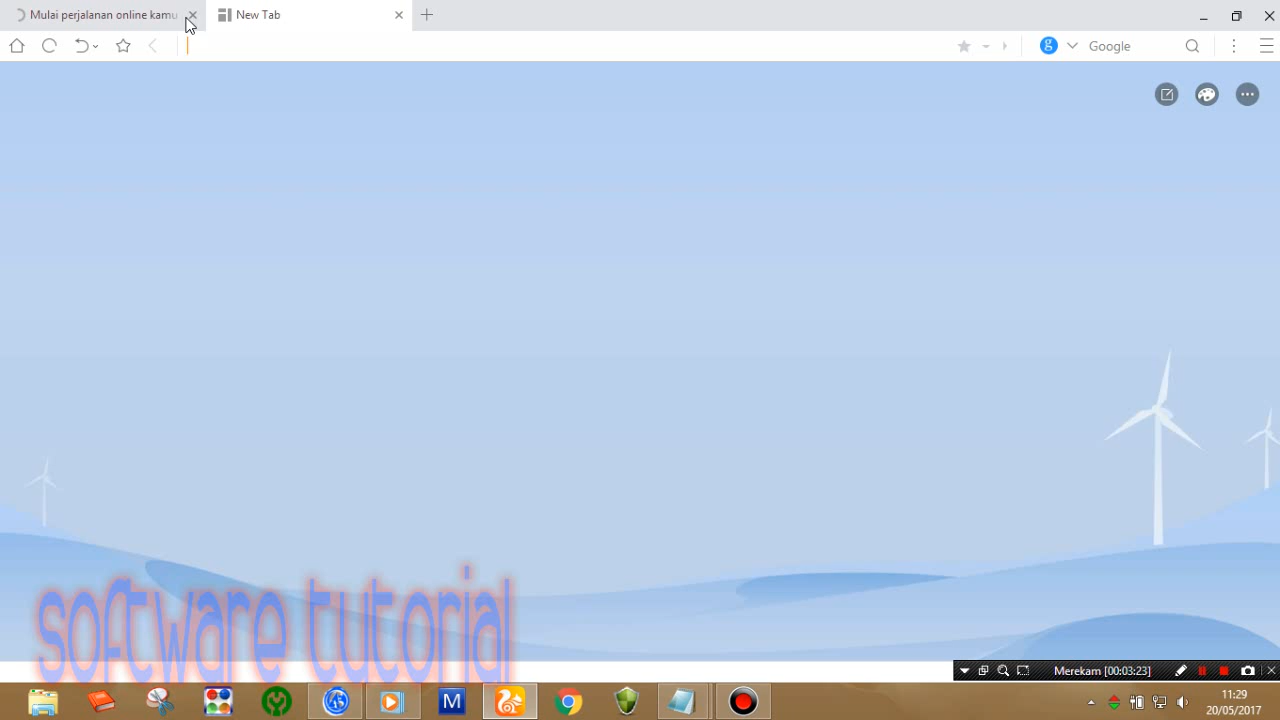 Mulai perjalanan online kamu
New Tab
Google
software tutorial
Merekam [00:03:23]
M
11:29
20/05/2017